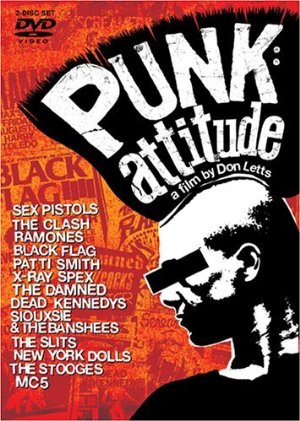 2-DISC SET
DVD
VIDEO
PUNK:
attitude
a film by Don Letts
BLACK
FLAG
SEX PISTOLS
THE CLASH
RAMONES
BLACK FLAG
PATTI SMITH
X-RAY SPEX
THE DAMNED
DEAD KENNEDYS
SIOUXSIE
& THE BANSHEES
THE SLITS
NEW YORK DOLLS
THE STOOGES
MC5